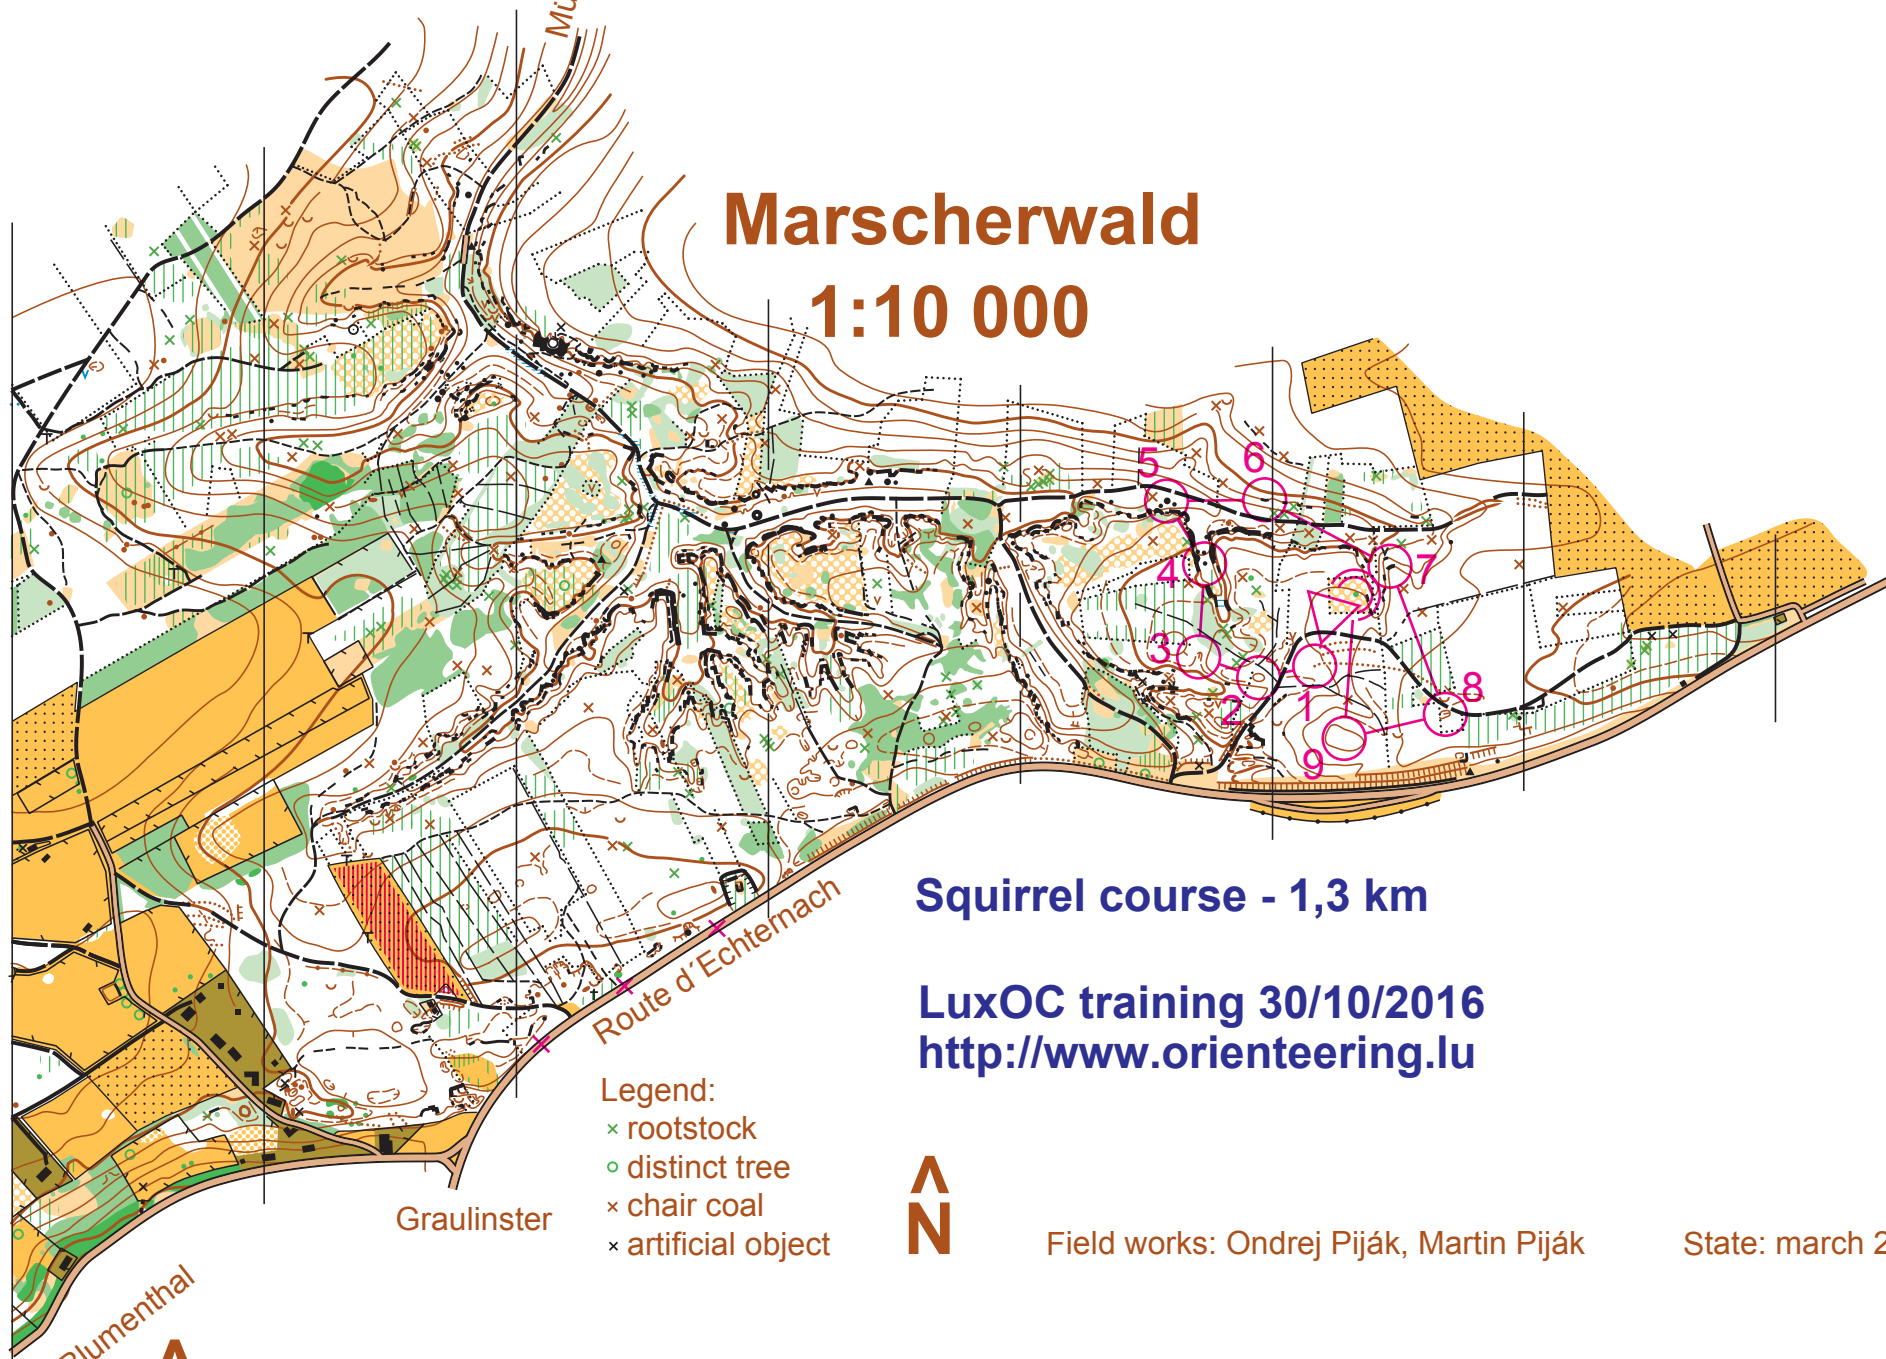 Marscherwald
1:10 000
5
6
4
7
3
2
1
8
9
Squirrel course - 1,3 km
LuxOC training 30/10/2016
http://www.orienteering.lu
Route d´Echternach
Legend:
× rootstock
distinct tree
× chair coal
× artificial object
Graulinster
N
Field works: Ondrej Piják, Martin Piják
State: march 2
Blumenthal